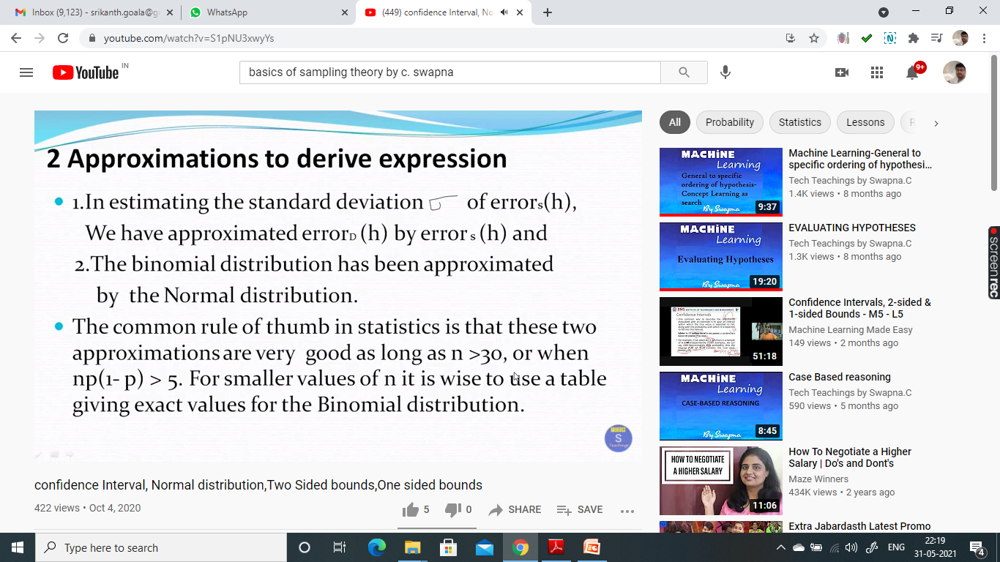 Inbox (9,123) - srikanth.goala@g
WhatsApp
(449) confidence Interval, No
youtube.com/watch?v=S1pNU3xwyYs
YouTube IN
basics of sampling theory by c. swapna
9+
2 Approximations to derive expression
1.In estimating the standard deviation of errors(h),
We have approximated errorD (h) by error s (h) and
2.The binomial distribution has been approximated
by the Normal distribution.
The common rule of thumb in statistics is that these two
approximations are very good as long as n >30, or when
np(1- p) > 5. For smaller values of n it is wise to use a table
giving exact values for the Binomial distribution.
S
confidence Interval, Normal distribution,Two Sided bounds,One sided bounds
422 views • Oct 4, 2020
5
0
SHARE
SAVE
All
Probability
Statistics
Lessons
R
MACHiNE
Learning
General to specific
ordering of hypothesis-
Concept Learning as
search
By Swapna
9:37
Machine Learning-General to
specific ordering of hypothesi...
Tech Teachings by Swapna.C
1.4K views • 8 months ago
MACHiNE
Learning
Evaluating Hypotheses
By Swapna
19:20
EVALUATING HYPOTHESES
Tech Teachings by Swapna.C
1.3K views • 8 months ago
Confidence Intervals
51:18
Confidence Intervals, 2-sided &
1-sided Bounds - M5 - L5
Machine Learning Made Easy
149 views • 2 months ago
MACHiNE
Learning
CASE-BASED REASONING
By Swapna
8:45
Case Based reasoning
Tech Teachings by Swapna.C
590 views • 5 months ago
HOW TO NEGOTIATE
A HIGHER SALARY
11:06
How To Negotiate a Higher
Salary | Do's and Dont's
Maze Winners
434K views • 2 years ago
Extra Jabardasth Latest Promo
screenrec
Type here to search
ENG
22:19
31-05-2021
4